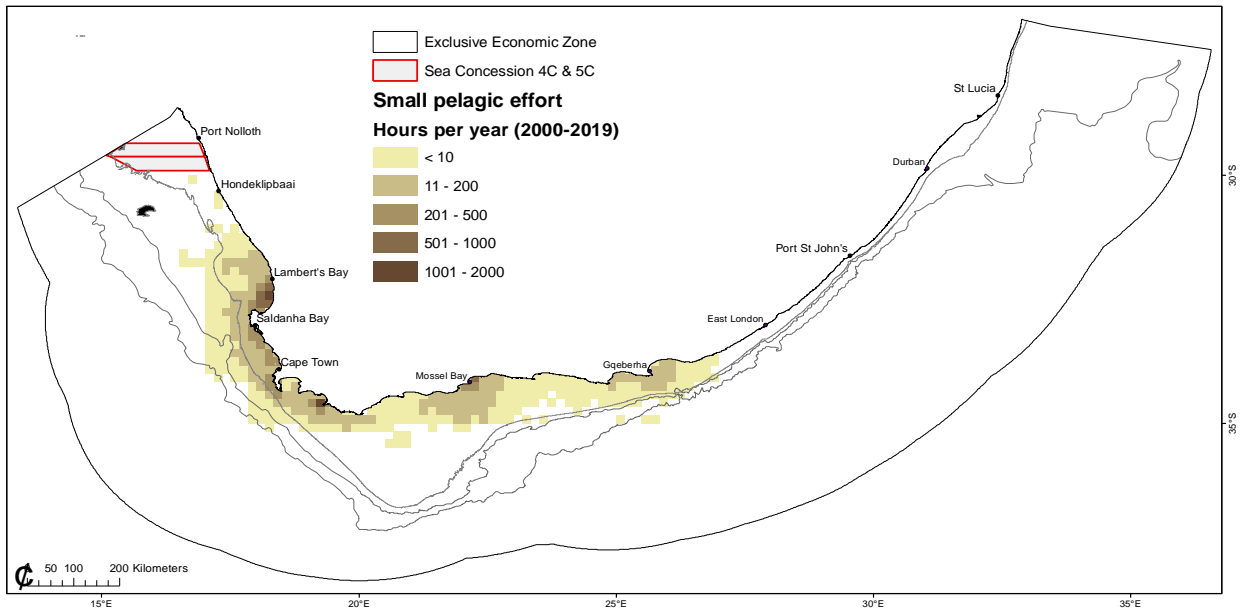 Exclusive Economic Zone
Sea Concession 4C & 5C
Small pelagic effort
Hours per year (2000-2019)
< 10
11 - 200
201 - 500
501 - 1000
1001 - 2000
St Lucia
Port Nolloth
Durban
30°S
Hondeklipbaai
Port St John's
Lambert's Bay
Saldanha Bay
East London
Cape Town
Gqeberha
Mossel Bay
35°S
50 100 200 Kilometers
15°E 20°E 25°E 30°E 35°E